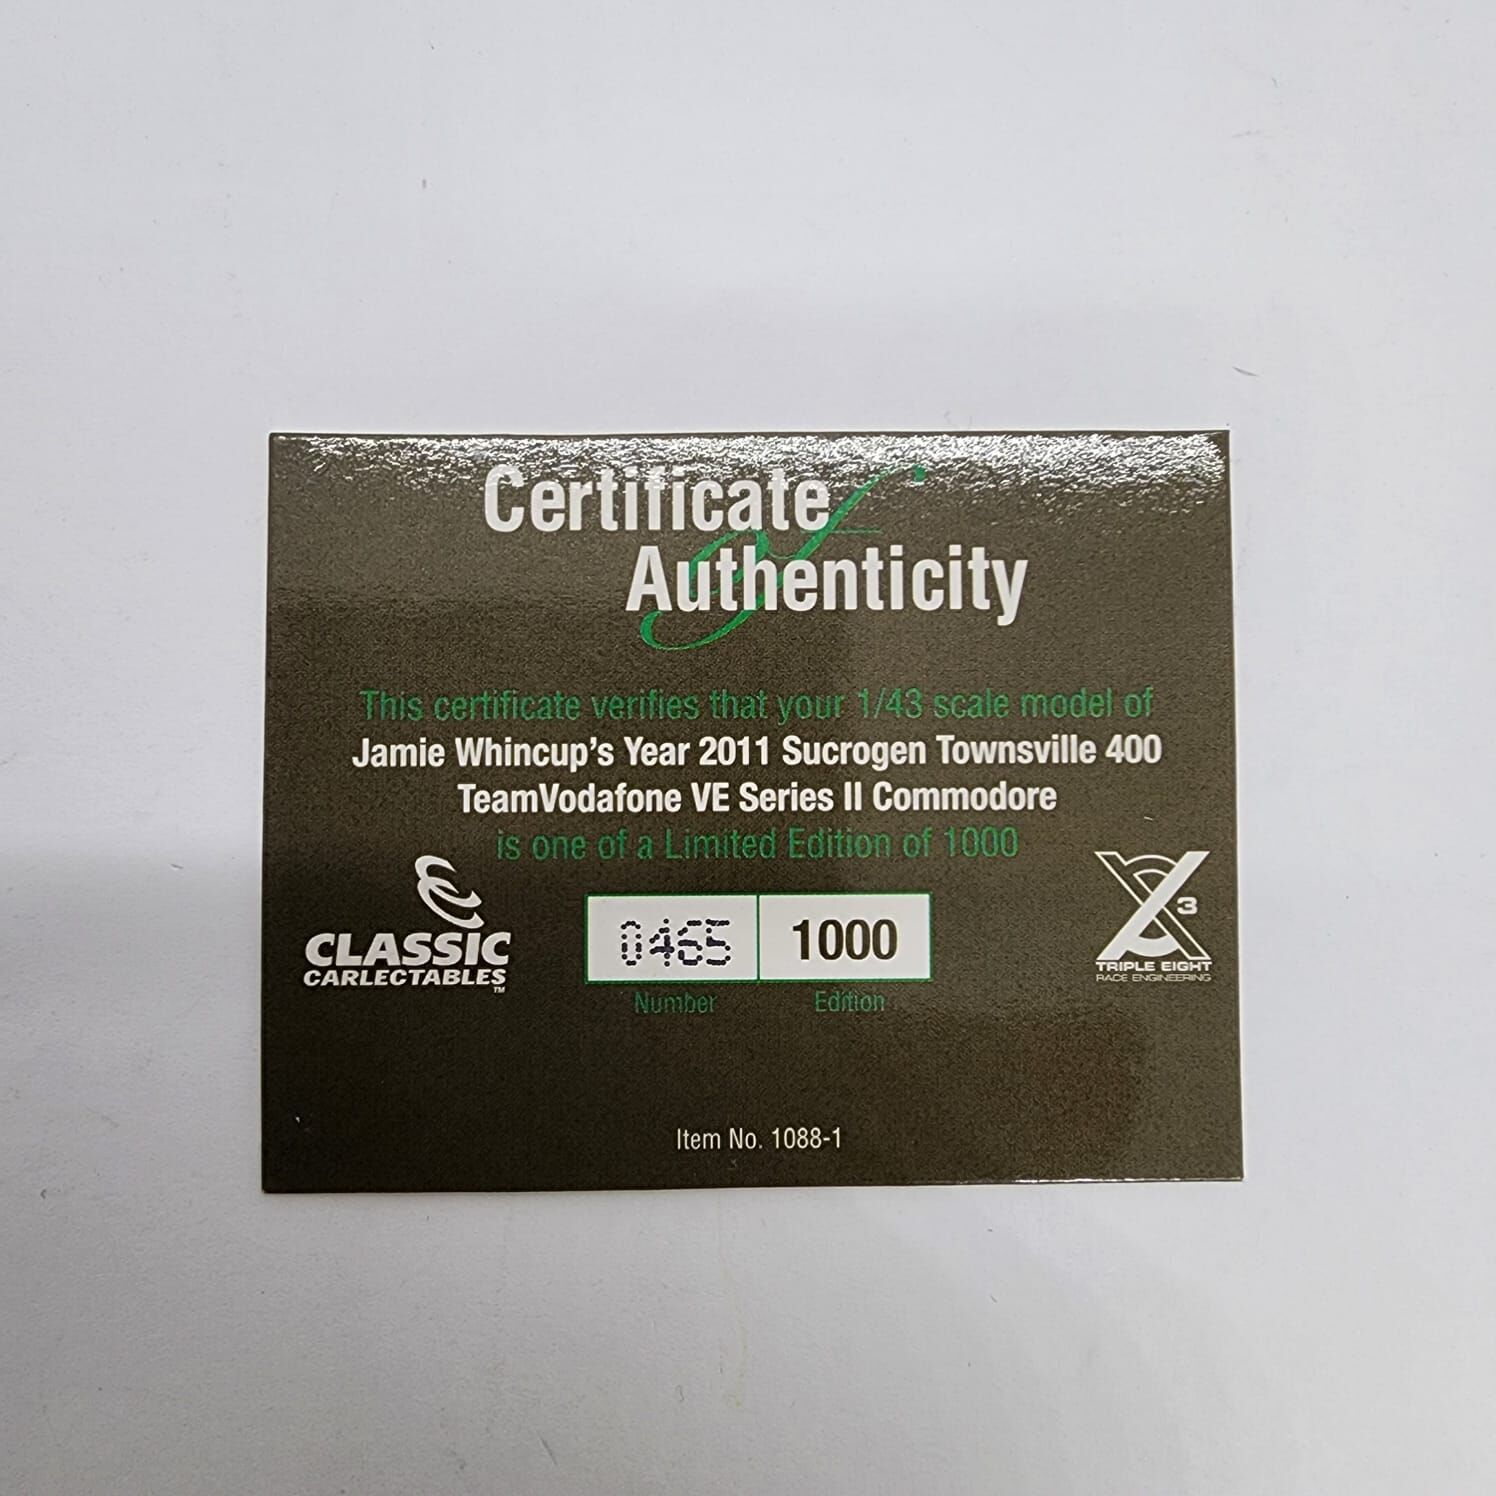 Certificate
of
Authenticity
This certificate verifies that your 1/43 scale model of
Jamie Whincup's Year 2011 Sucrogen Townsville 400
TeamVodafone VE Series II Commodore
is one of a Limited Edition of 1000
CLASSIC
CARLECTABLES™
0465
1000
Number
Edition
3
TRIPLE EIGHT
RACE ENGINEERING
Item No. 1088-1